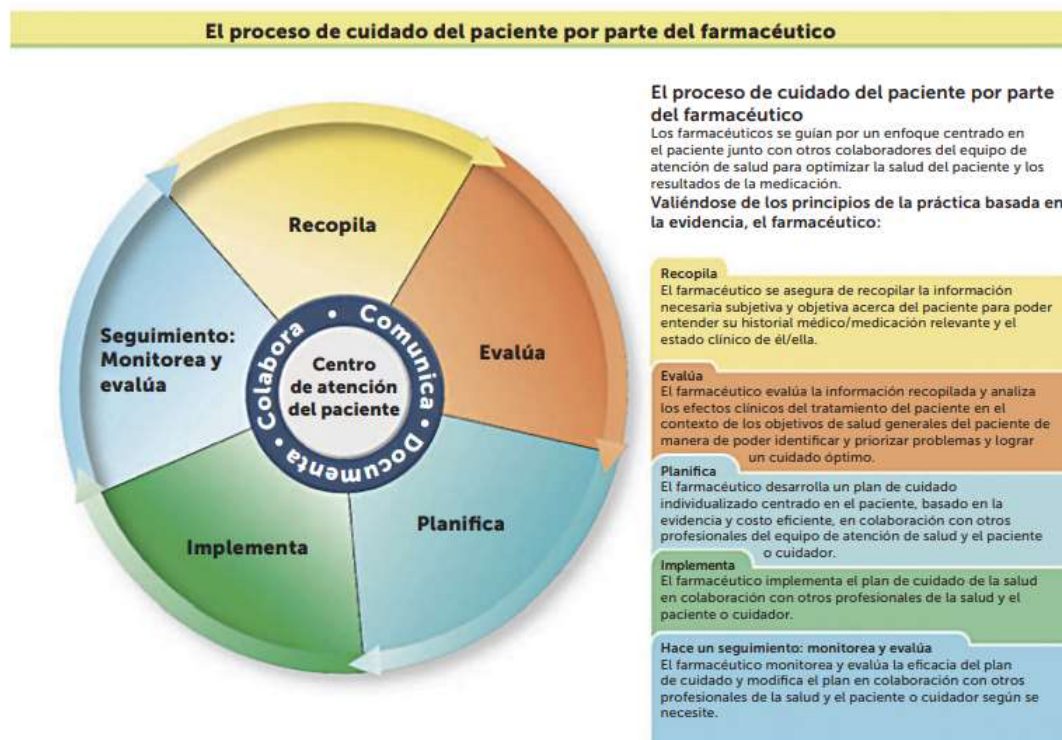 El proceso de cuidado del paciente por parte del farmacéutico
Recopila
Evalúa
Planifica
Implementa
Seguimiento:
Monitorea y
evalúa
Centro
de atención
del paciente
Colabora • Comunica • Documenta •
El proceso de cuidado del paciente por parte
del farmacéutico
Los farmacéuticos se guían por un enfoque centrado en
el paciente junto con otros colaboradores del equipo de
atención de salud para optimizar la salud del paciente y los
resultados de la medicación.
Valiéndose de los principios de la práctica basada en
la evidencia, el farmacéutico:
Recopila
El farmacéutico se asegura de recopilar la información
necesaria subjetiva y objetiva acerca del paciente para poder
entender su historial médico/medicación relevante y el
estado clínico de él/ella.
Evalúa
El farmacéutico evalúa la información recopilada y analiza
los efectos clínicos del tratamiento del paciente en el
contexto de los objetivos de salud generales del paciente de
manera de poder identificar y priorizar problemas y lograr
un cuidado óptimo.
Planifica
El farmacéutico desarrolla un plan de cuidado
individualizado centrado en el paciente, basado en la
evidencia y costo eficiente, en colaboración con otros
profesionales del equipo de atención de salud y el paciente
o cuidador.
Implementa
El farmacéutico implementa el plan de cuidado de la salud
en colaboración con otros profesionales de la salud y el
paciente o cuidador.
Hace un seguimiento: monitorea y evalúa
El farmacéutico monitorea y evalúa la eficacia del plan
de cuidado y modifica el plan en colaboración con otros
profesionales de la salud y el paciente o cuidador según se
necesite.